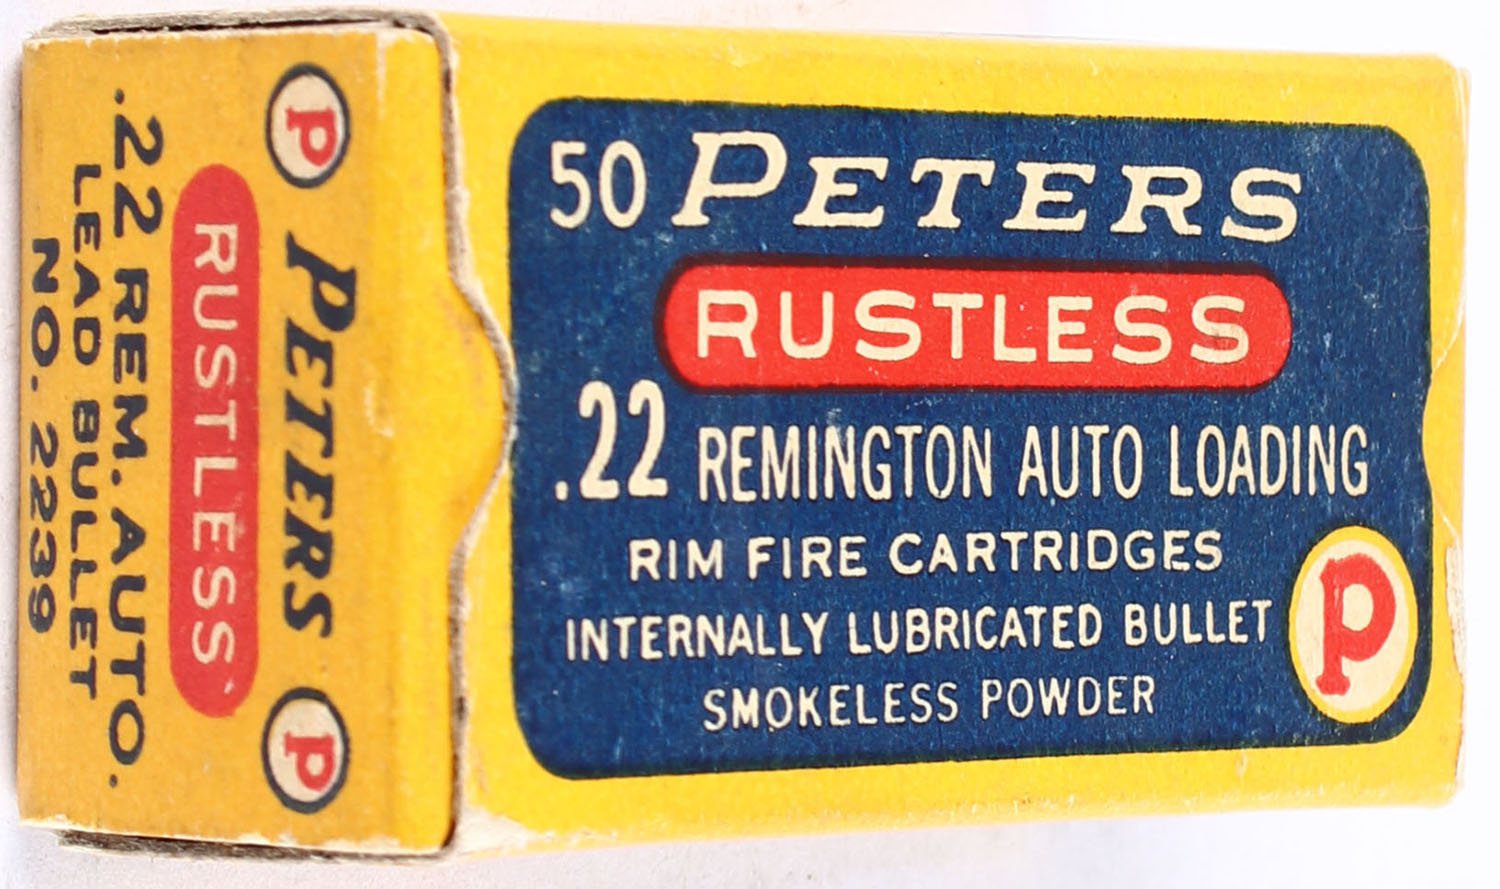 50 PETERS
RUSTLESS
.22 REMINGTON AUTO LOADING
RIM FIRE CARTRIDGES
INTERNALLY LUBRICATED BULLET
SMOKELESS POWDER
P
P PETERS P
RUSTLESS
.22 REM. AUTO.
LEAD BULLET
NO. 2239